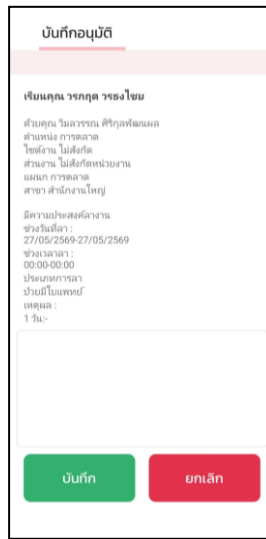 บันทึกอนุมัติ
เรียนคุณ วรกฤต วรธงไชย
ด้วยคุณ วิมลวรรณ ศิริกุลพัฒนผล
ตำแหน่ง การตลาด
ไซต์งาน ไม่สังกัด
ส่วนงาน ไม่สังกัดหน่วยงาน
แผนก การตลาด
สาขา สำนักงานใหญ่
มีความประสงค์ลางาน
ช่วงวันที่ลา :
27/05/2569-27/05/2569
ช่วงเวลาลา :
00:00-00:00
ประเภทการลา
ป่วยมีใบแพทย์
เหตุผล :
1 วัน:-
บันทึก
ยกเลิก